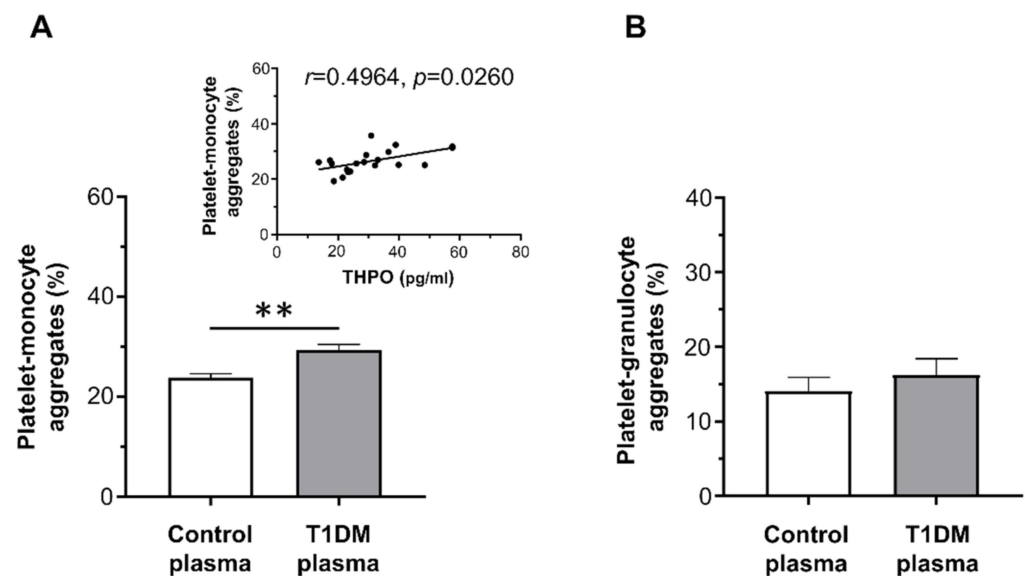 A
Platelet-monocyte
aggregates (%)
60
40
20
0
r=0.4964, p=0.0260
0
20
40
60
80
THPO (pg/ml)
Platelet-monocyte
aggregates (%)
60
40
20
0
**
Control
plasma
T1DM
plasma
B
Platelet-granulocyte
aggregates (%)
40
30
20
10
0
Control
plasma
T1DM
plasma